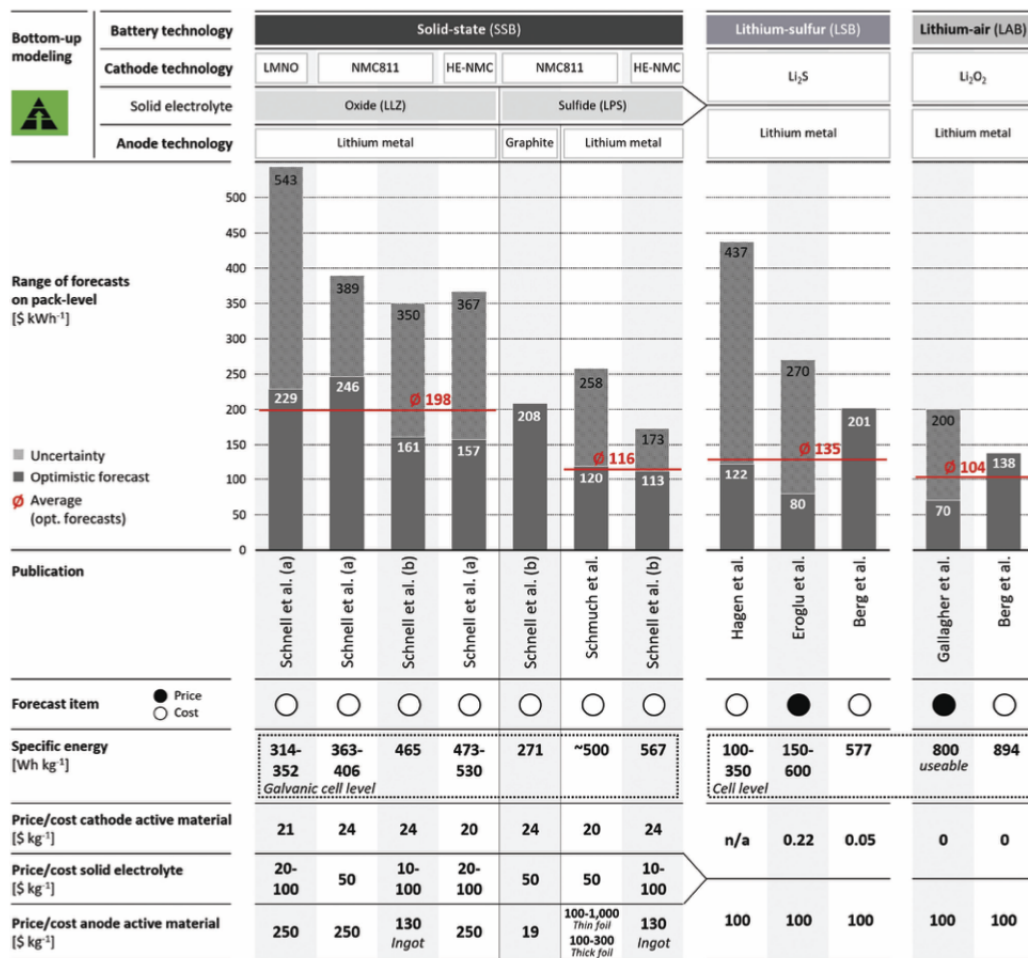 Bottom-up modeling
Battery technology
Solid-state (SSB)
Lithium-sulfur (LSB)
Lithium-air (LAB)
Cathode technology
LMNO
NMC811
HE-NMC
NMC811
HE-NMC
Li₂S
Li₂O₂
Solid electrolyte
Oxide (LLZ)
Sulfide (LPS)
Anode technology
Lithium metal
Graphite
Lithium metal
Lithium metal
Lithium metal
Range of forecasts
on pack-level
[$ kWh⁻¹]
500
450
400
350
300
250
200
150
100
50
0
543
229
389
246
350
161
367
157
Ø 198
208
258
120
173
113
Ø 116
437
122
270
80
201
Ø 135
200
70
138
Ø 104
Uncertainty
Optimistic forecast
Ø Average
(opt. forecasts)
Publication
Schnell et al. (a)
Schnell et al. (a)
Schnell et al. (b)
Schnell et al. (a)
Schnell et al. (b)
Schmuch et al.
Schnell et al. (b)
Hagen et al.
Eroglu et al.
Berg et al.
Gallagher et al.
Berg et al.
Forecast item
Price
Cost
Specific energy
[Wh kg⁻¹]
314-352
363-406
465
473-530
271
~500
567
Galvanic cell level
100-350
150-600
577
Cell level
800
useable
894
Price/cost cathode active material
[$ kg⁻¹]
21
24
24
20
24
20
24
n/a
0.22
0.05
0
0
Price/cost solid electrolyte
[$ kg⁻¹]
20-100
50
10-100
20-100
50
50
10-100
Price/cost anode active material
[$ kg⁻¹]
250
250
130
Ingot
250
19
100-1,000
Thin foil
100-300
Thick foil
130
Ingot
100
100
100
100
100